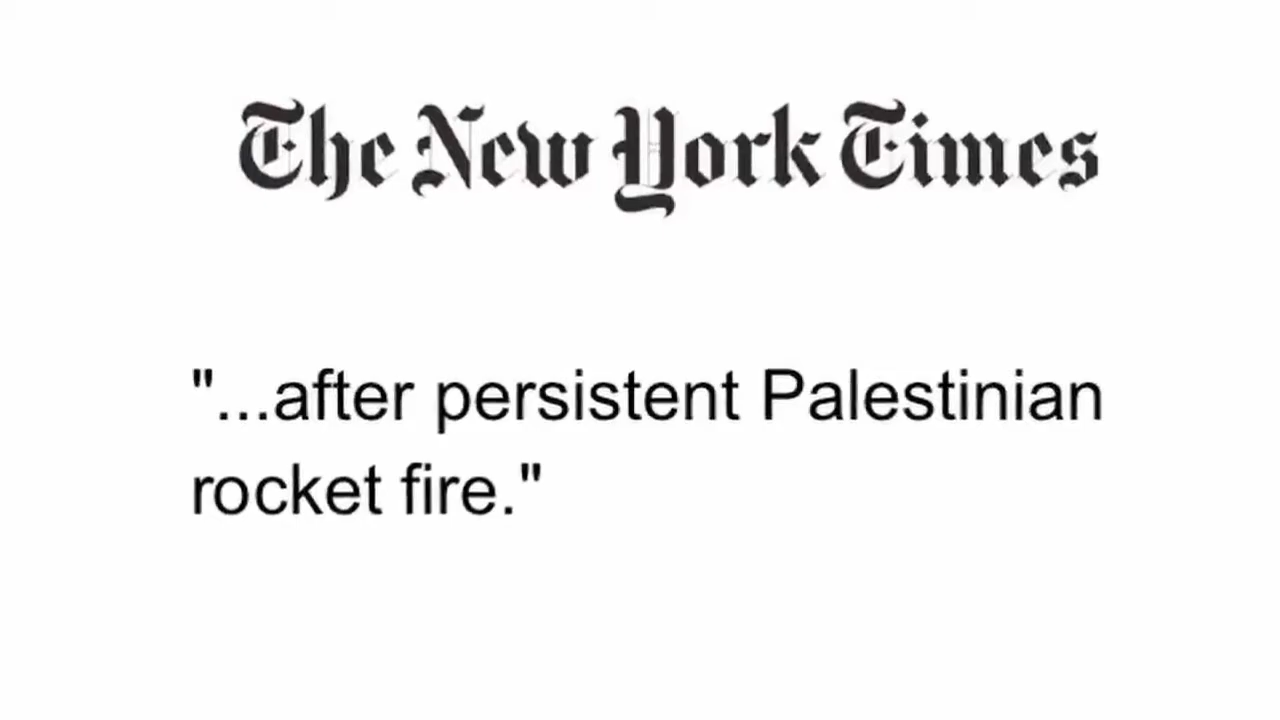 The New York Times
"...after persistent Palestinian
rocket fire."